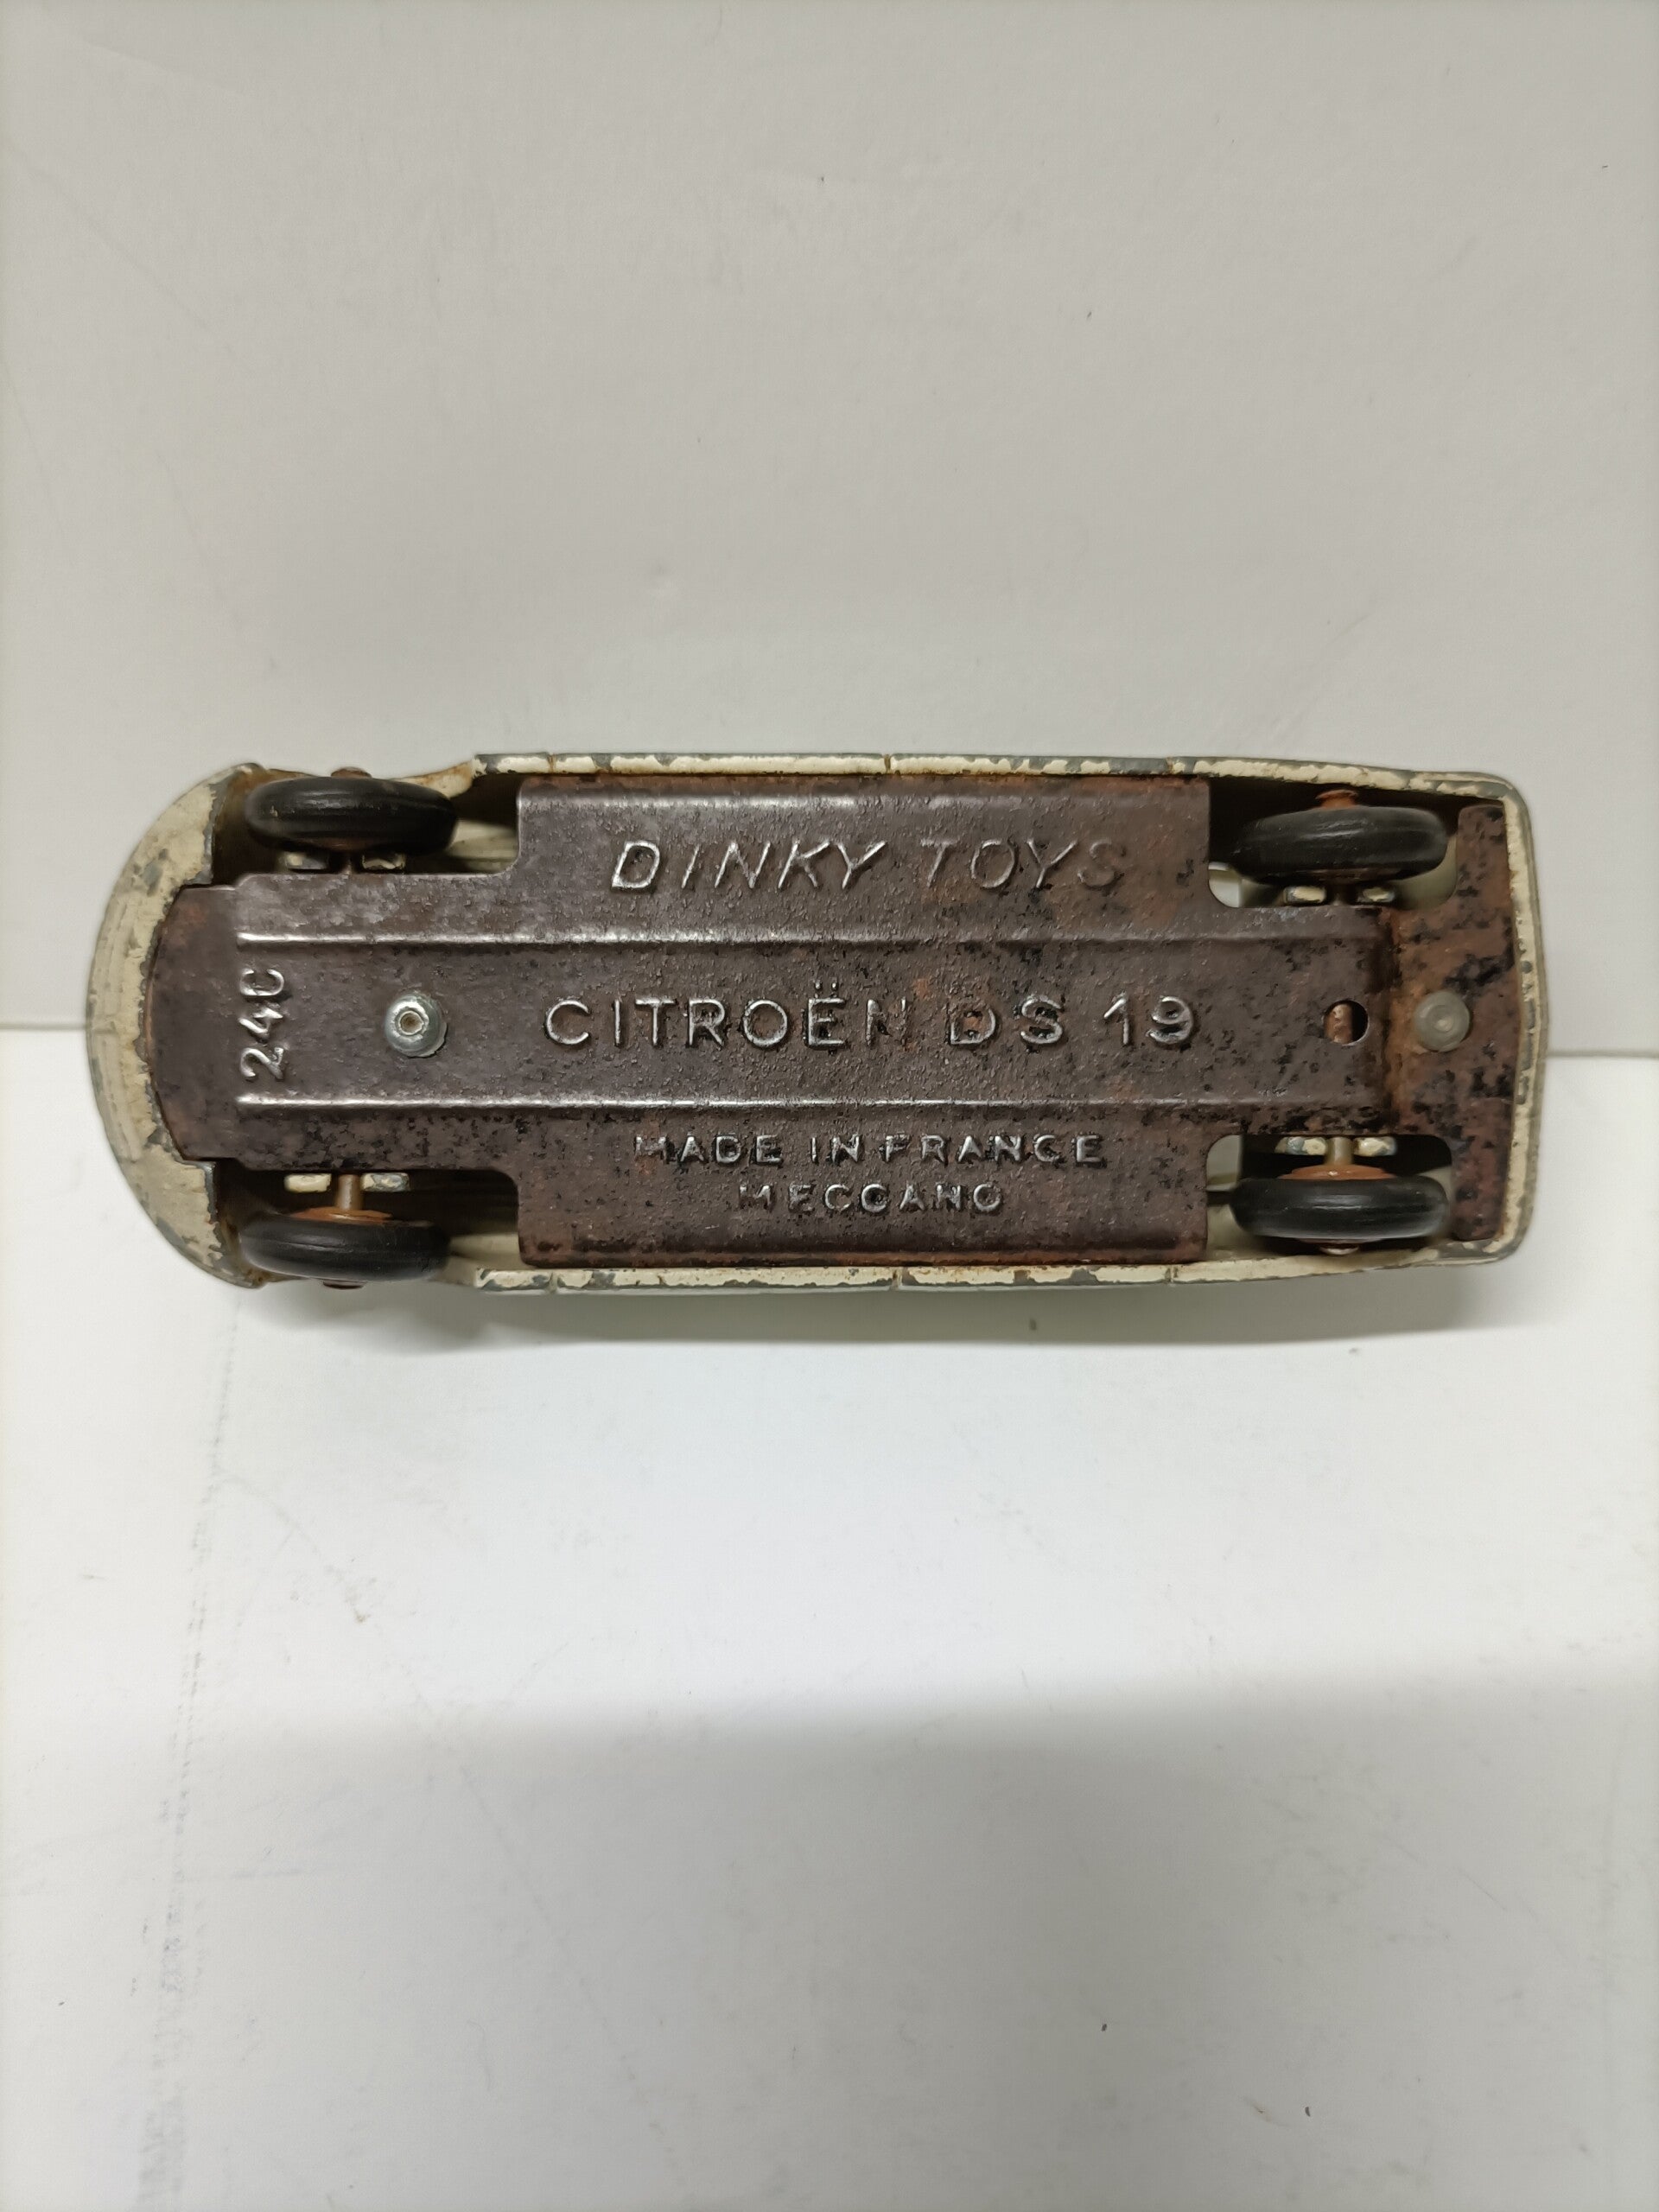 DINKY TOYS
24C
CITROËN DS 19
MADE IN FRANCE
MECCANO